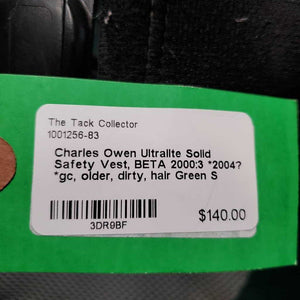 The Tack Collector
1001256-83
Charles Owen Ultralite Solid
Safety Vest, BETA 2000:3 *2004?
*gc, older, dirty, hair Green S
3DR9BF
$140.00